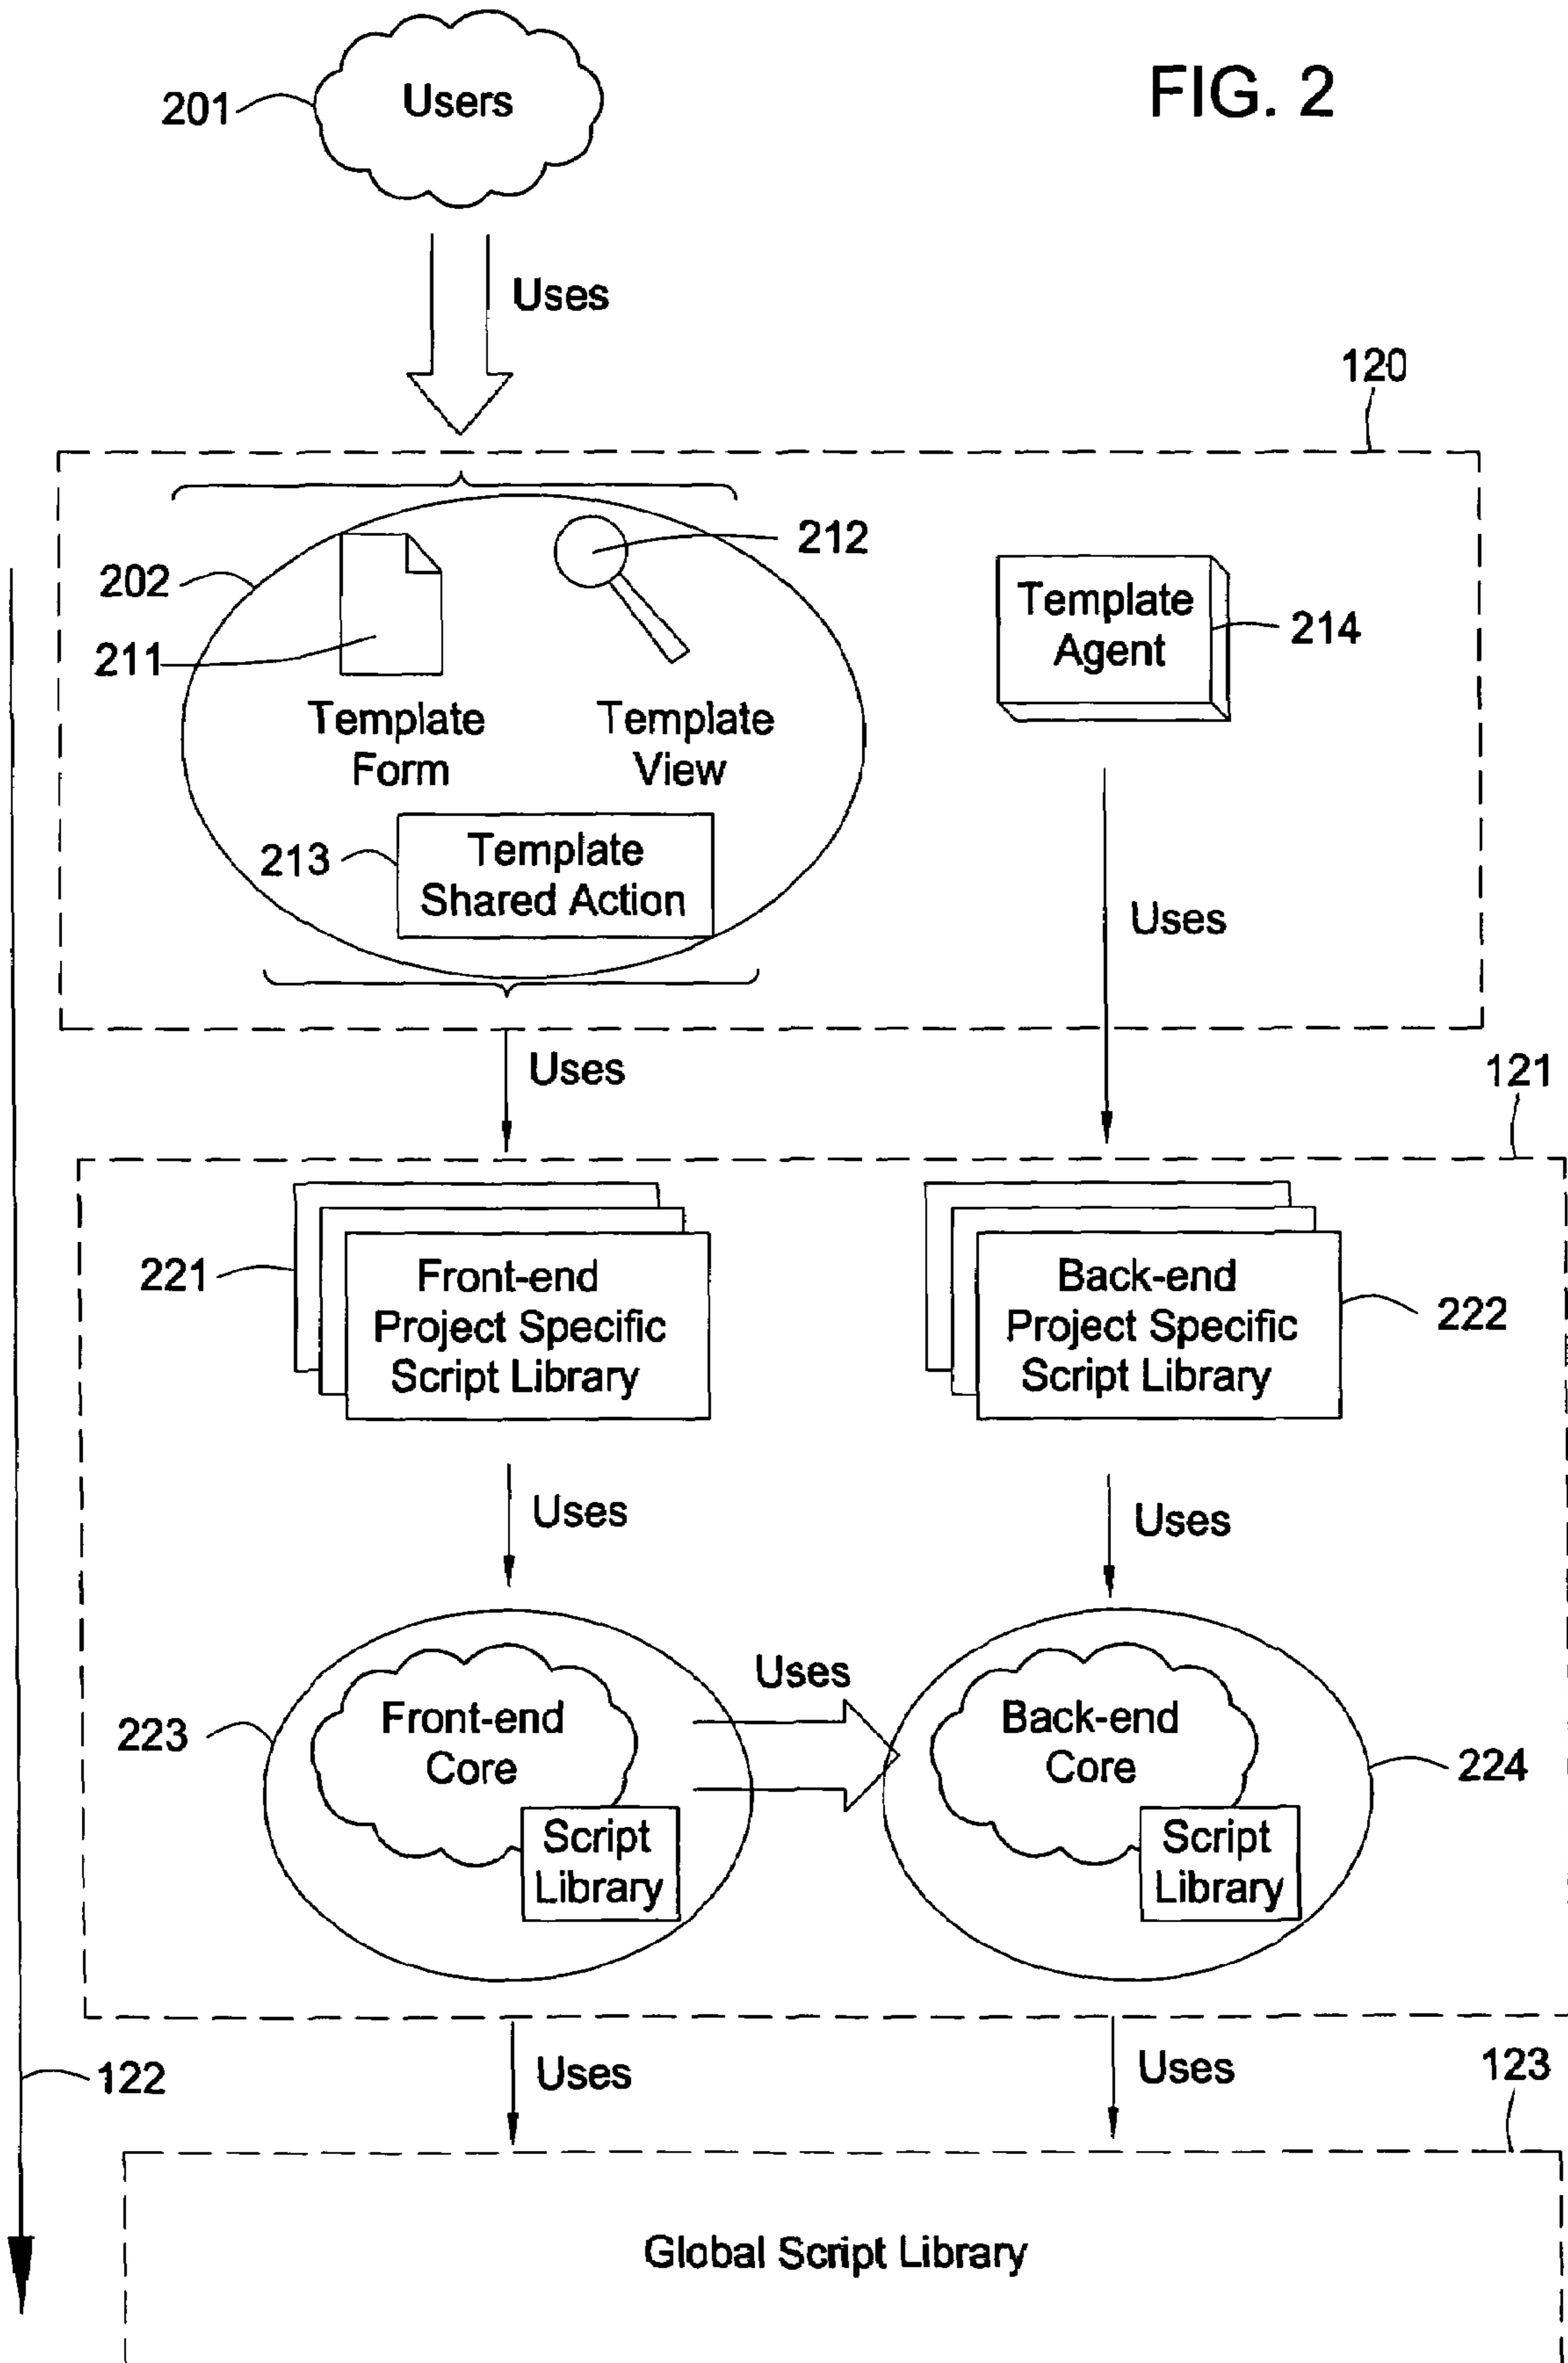 FIG. 2
201
Users
Uses
120
202
212
211
Template
Form
Template
View
Template
Agent
214
213
Template
Shared Action
Uses
Uses
121
221
Front-end
Project Specific
Script Library
Back-end
Project Specific
Script Library
222
Uses
Uses
223
Front-end
Core
Script
Library
Uses
Back-end
Core
Script
Library
224
122
Uses
Uses
123
Global Script Library